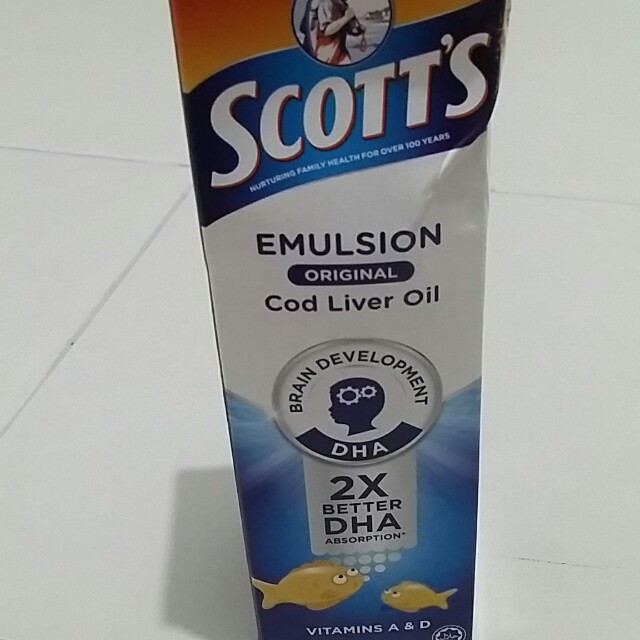 SCOTT'S
NURTURING FAMILY HEALTH FOR OVER 100 YEARS
EMULSION
ORIGINAL
Cod Liver Oil
BRAIN DEVELOPMENT
DHA
2X
BETTER
DHA
ABSORPTION*
VITAMINS A & D